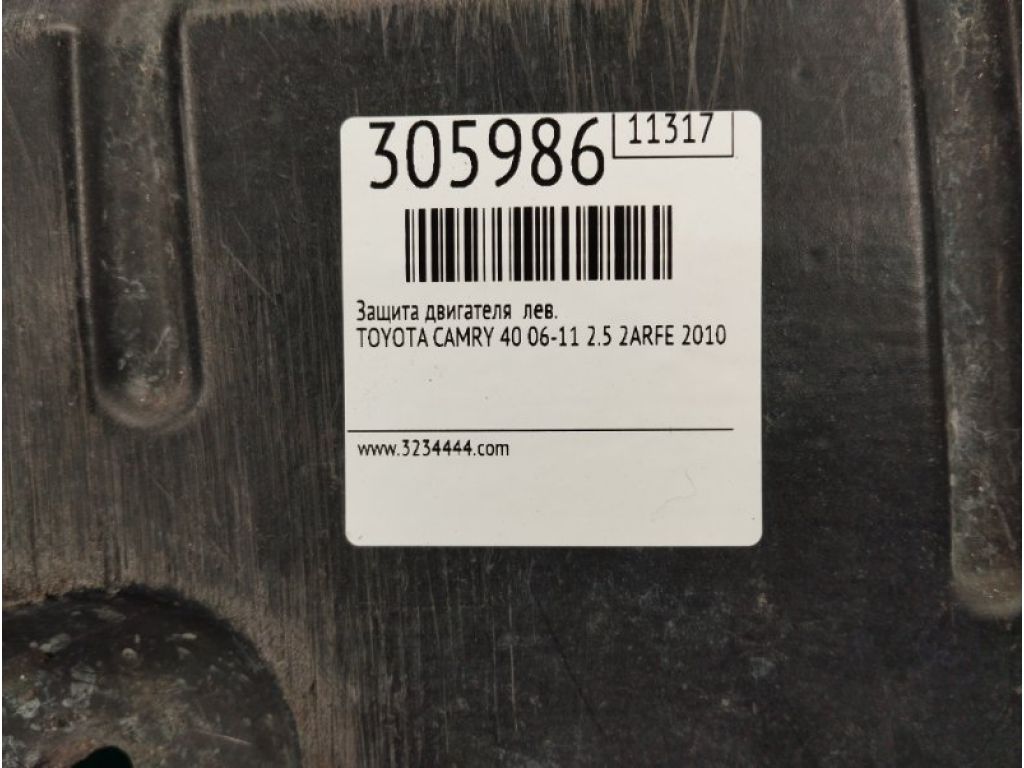 305986 11317
Защита двигателя лев.
TOYOTA CAMRY 40 06-11 2.5 2ARFE 2010
www.3234444.com